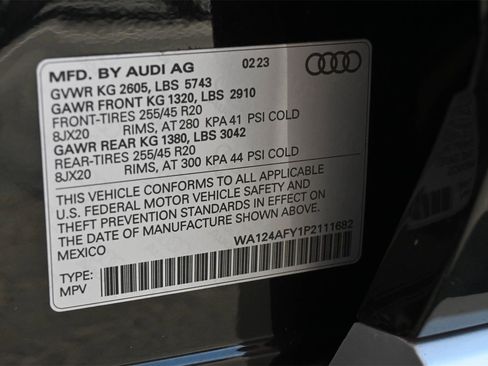 MFD. BY AUDI AG 02 23
GVWR KG 2605, LBS 5743
GAWR FRONT KG 1320, LBS 2910
FRONT-TIRES 255/45 R20
8JX20 RIMS, AT 280 KPA 41 PSI COLD
GAWR REAR KG 1380, LBS 3042
REAR-TIRES 255/45 R20
8JX20 RIMS, AT 300 KPA 44 PSI COLD
THIS VEHICLE CONFORMS TO ALL APPLICABLE
U.S. FEDERAL MOTOR VEHICLE SAFETY AND
THEFT PREVENTION STANDARDS IN EFFECT ON
THE DATE OF MANUFACTURE SHOWN ABOVE.
MEXICO
WA124AFY1P2111682
TYPE:
MPV